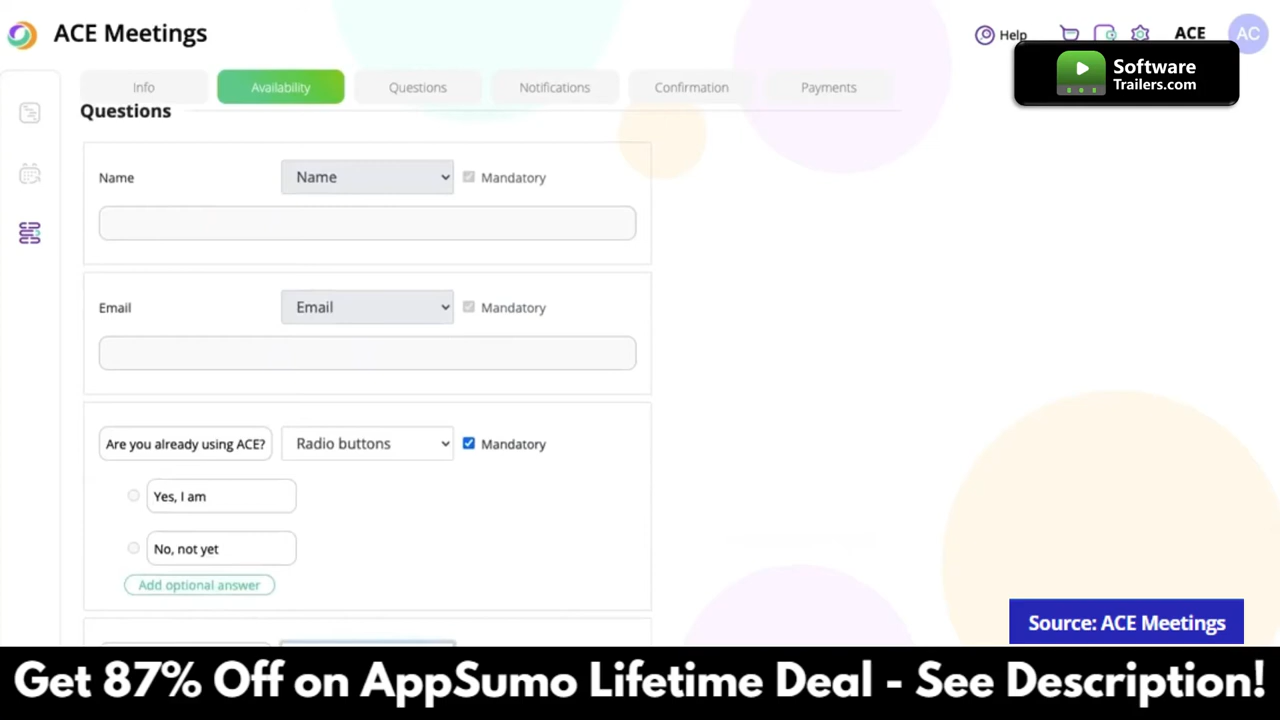 ACE Meetings
Help
ACE
AC
Software
Trailers.com
Info
Availability
Questions
Notifications
Confirmation
Payments
Questions
Name
Name
Mandatory
Email
Email
Mandatory
Are you already using ACE?
Radio buttons
Mandatory
Yes, I am
No, not yet
Add optional answer
Source: ACE Meetings
Get 87% Off on AppSumo Lifetime Deal - See Description!